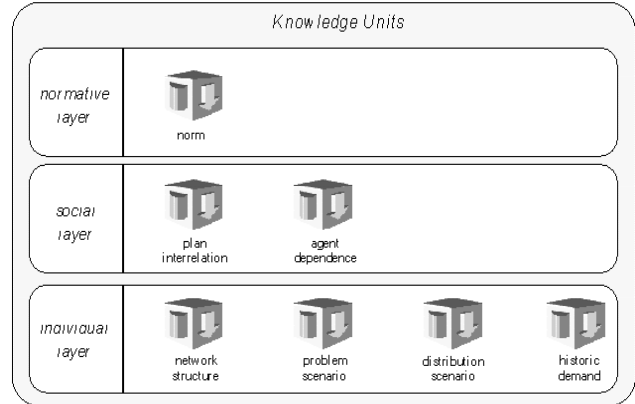 Knowledge Units
normative
layer
norm
social
layer
plan
interrelation
agent
dependence
individual
layer
network
structure
problem
scenario
distribution
scenario
historic
demand